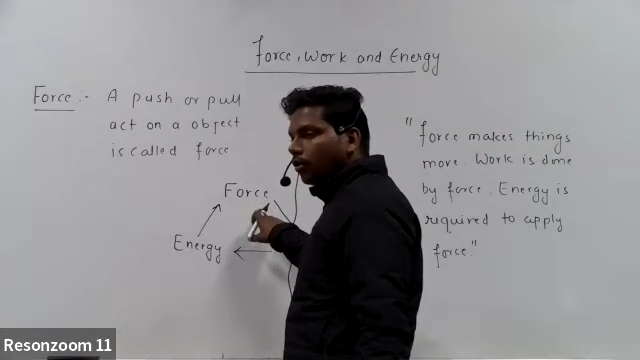 Force, Work and Energy
Force :- A push or pull
act on a object
is called force
Force
Energy
" Force makes things
move. Work is done
by force. Energy is
required to apply
force."
Resonzoom 11